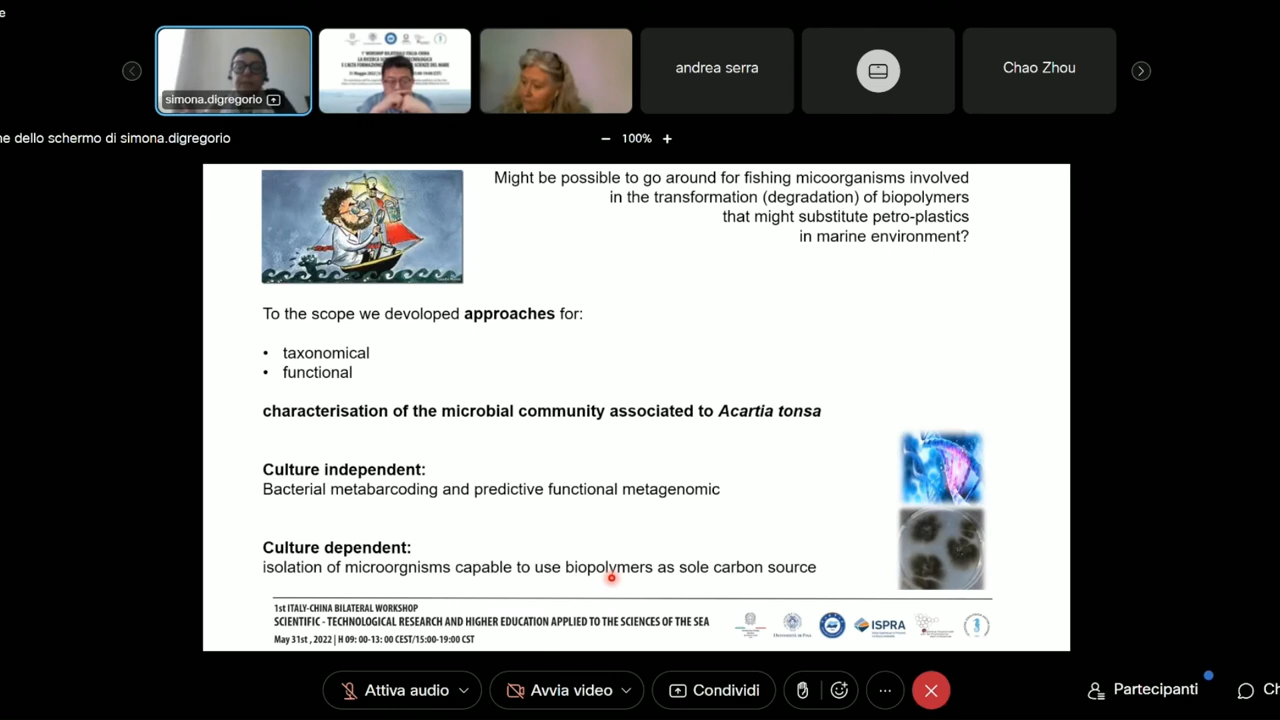 e
simona.digregorio
andrea serra
Chao Zhou
ne dello schermo di simona.digregorio
− 100% +
Might be possible to go around for fishing micoorganisms involved
in the transformation (degradation) of biopolymers
that might substitute petro-plastics
in marine environment?
To the scope we devoloped approaches for:
• taxonomical
• functional
characterisation of the microbial community associated to Acartia tonsa
Culture independent:
Bacterial metabarcoding and predictive functional metagenomic
Culture dependent:
isolation of microorgnisms capable to use biopolymers as sole carbon source
1st ITALY-CHINA BILATERAL WORKSHOP
SCIENTIFIC - TECHNOLOGICAL RESEARCH AND HIGHER EDUCATION APPLIED TO THE SCIENCES OF THE SEA
May 31st , 2022 | H 09: 00-13: 00 CEST/15:00-19:00 CST
ISPRA
Attiva audio
Avvia video
Condividi
Partecipanti
Ch